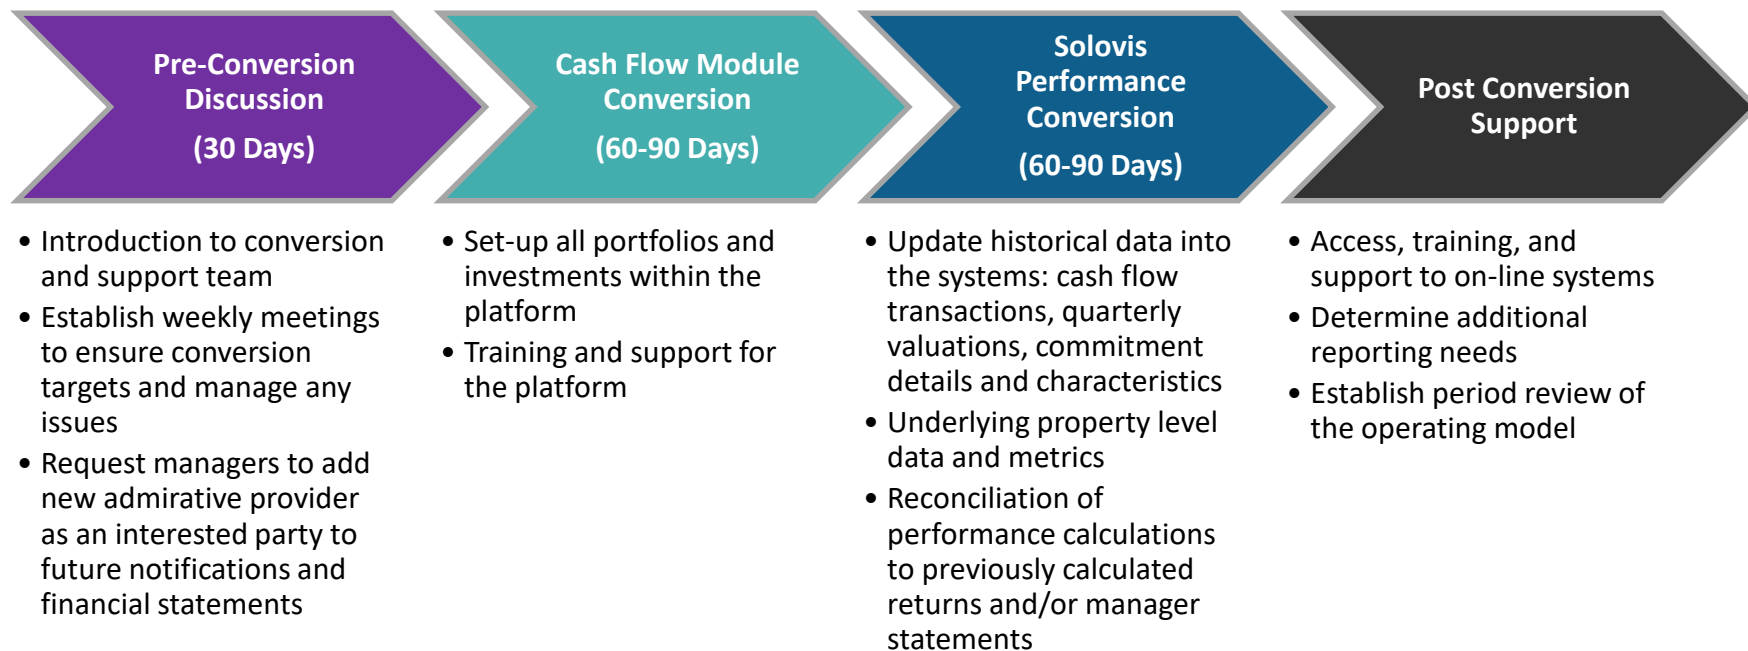 Pre-Conversion
Discussion
(30 Days)
• Introduction to conversion
and support team
• Establish weekly meetings
to ensure conversion
targets and manage any
issues
• Request managers to add
new admirative provider
as an interested party to
future notifications and
financial statements
Cash Flow Module
Conversion
(60-90 Days)
• Set-up all portfolios and
investments within the
platform
• Training and support for
the platform
Solovis
Performance
Conversion
(60-90 Days)
• Update historical data into
the systems: cash flow
transactions, quarterly
valuations, commitment
details and characteristics
• Underlying property level
data and metrics
• Reconciliation of
performance calculations
to previously calculated
returns and/or manager
statements
Post Conversion
Support
• Access, training, and
support to on-line systems
• Determine additional
reporting needs
• Establish period review of
the operating model